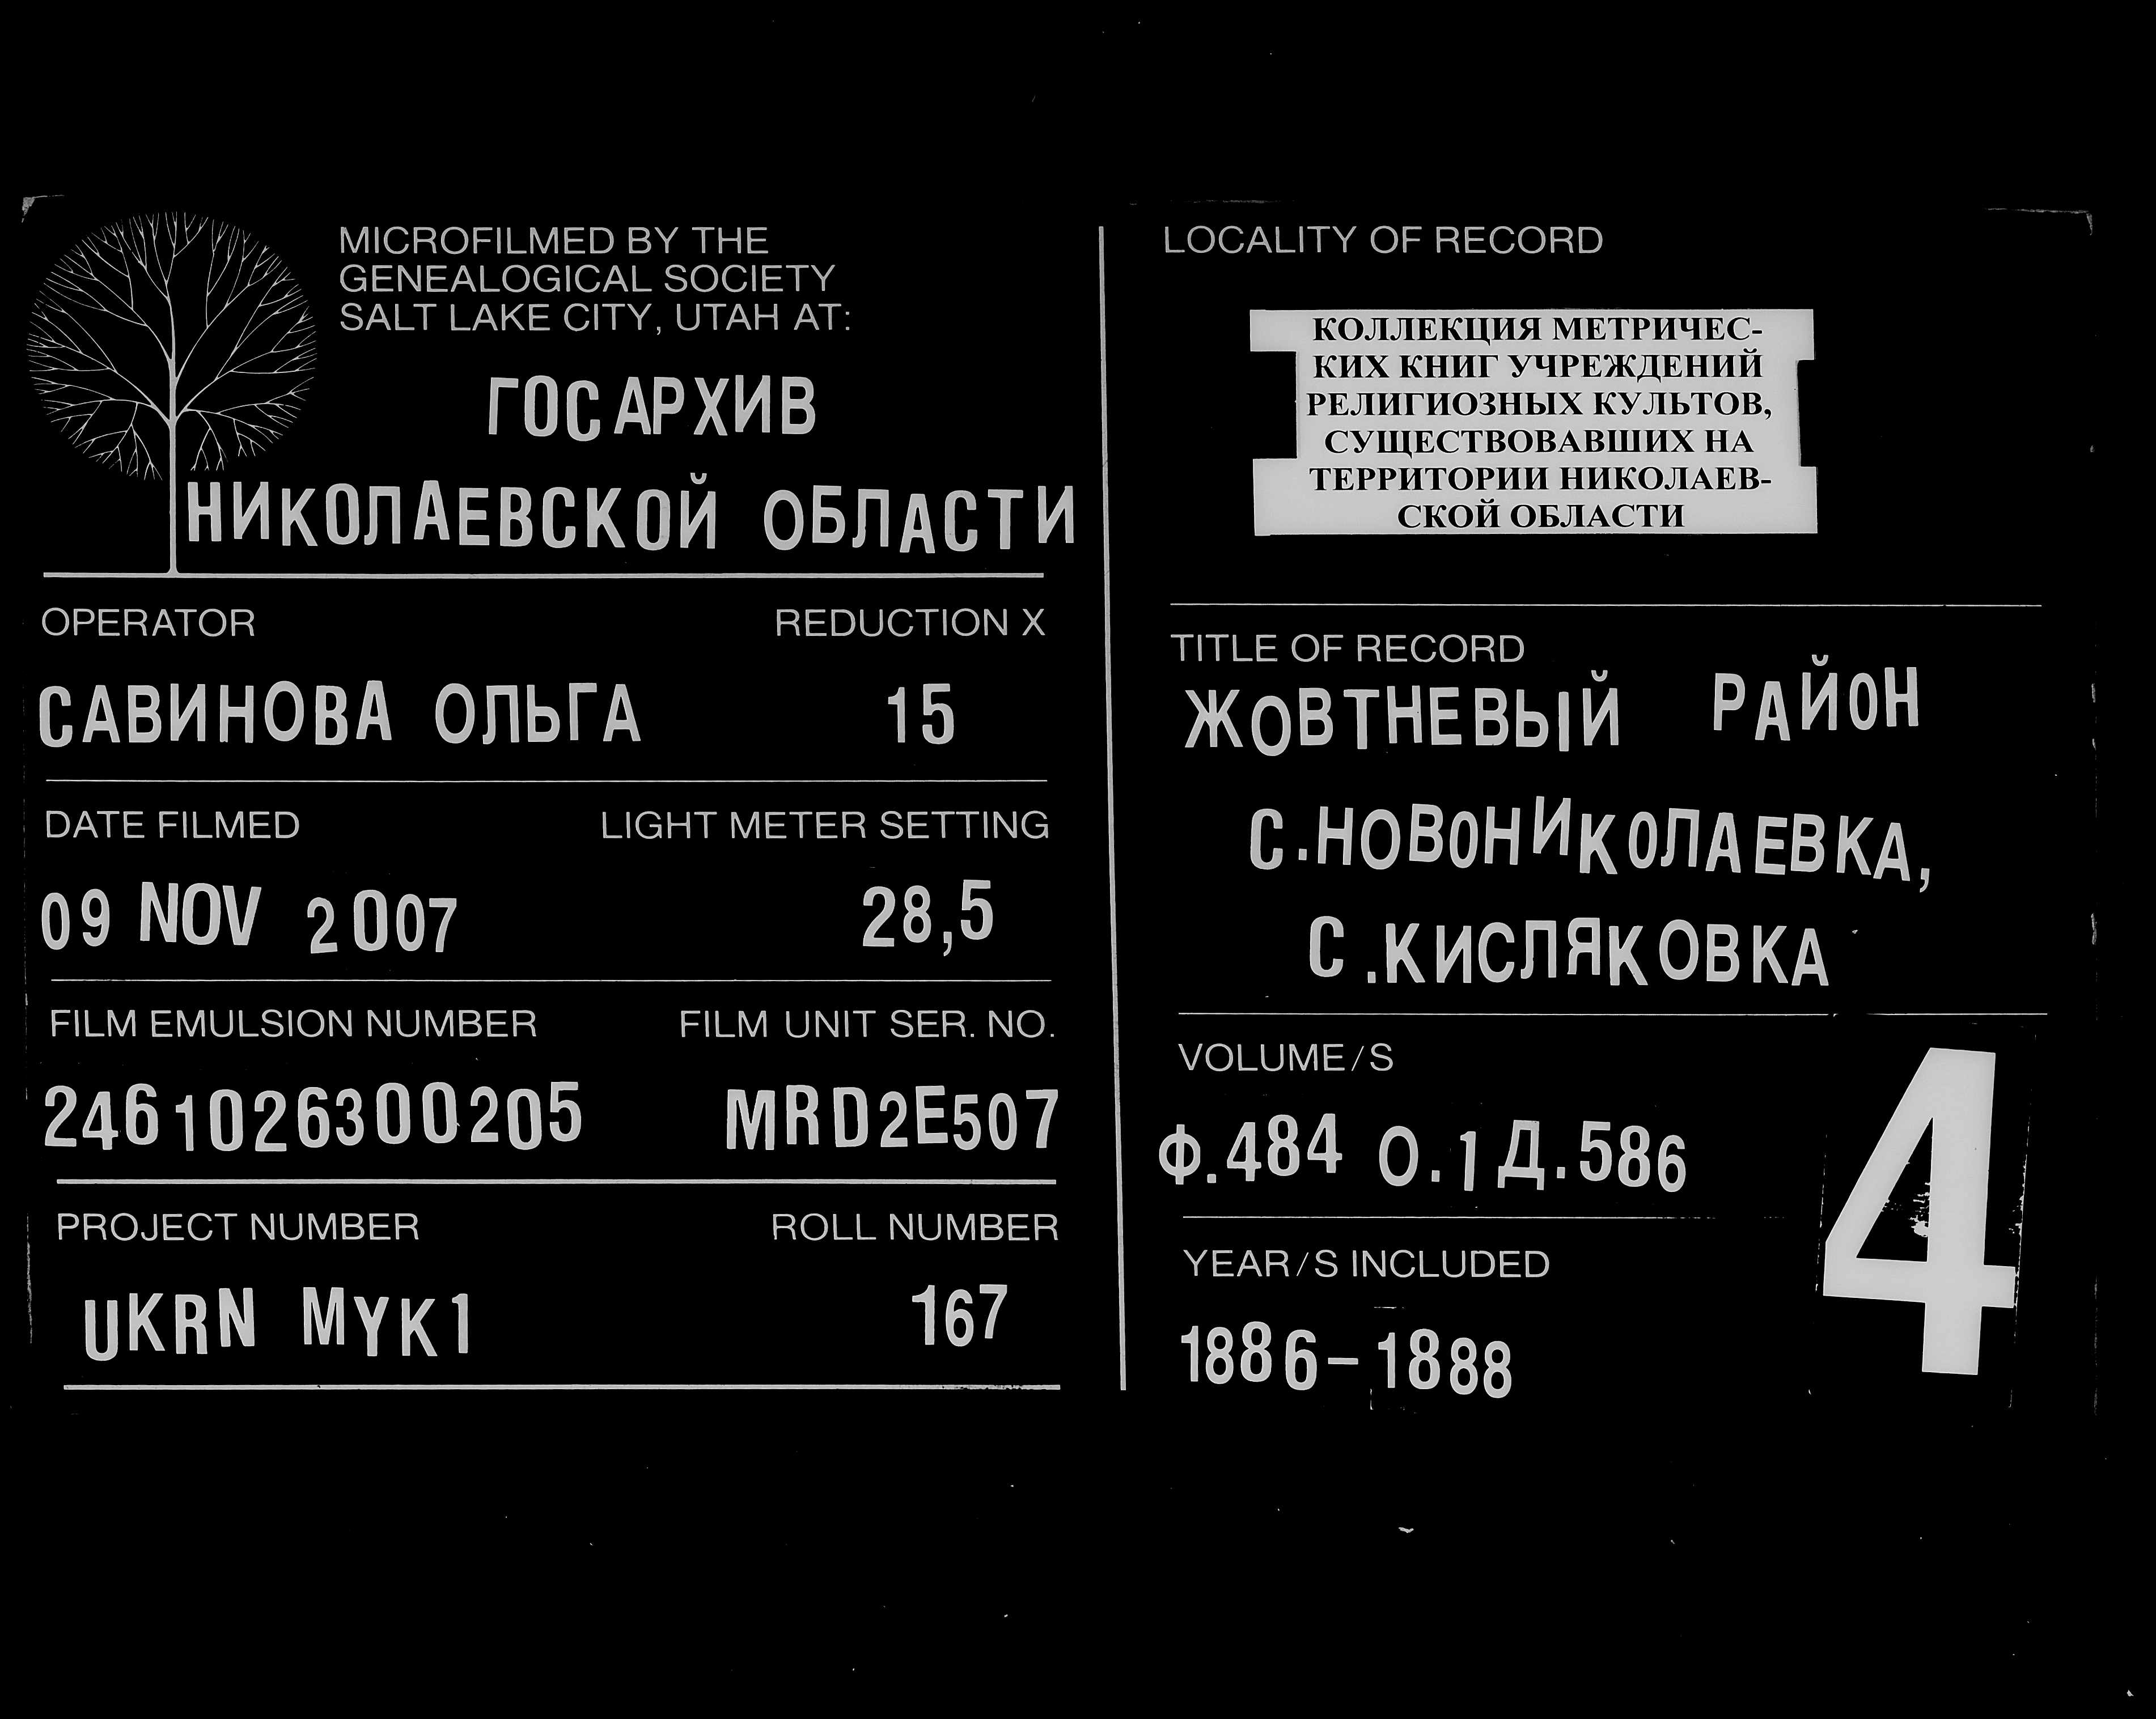 MICROFILMED BY THE
GENEALOGICAL SOCIETY
SALT LAKE CITY, UTAH AT:
ГОСАРХИВ
НИКОЛАЕВСКОЙ ОБЛАСТИ
OPERATOR REDUCTION X
САВИНОВА ОЛЬГА 15
DATE FILMED LIGHT METER SETTING
09 NOV 2007 28,5
FILM EMULSION NUMBER FILM UNIT SER. NO.
2461026300205 MRD2E507
PROJECT NUMBER ROLL NUMBER
UKRN MYK1 167
LOCALITY OF RECORD
КОЛЛЕКЦИЯ МЕТРИЧЕС-
КИХ КНИГ УЧРЕЖДЕНИЙ
РЕЛИГИОЗНЫХ КУЛЬТОВ,
СУЩЕСТВОВАВШИХ НА
ТЕРРИТОРИИ НИКОЛАЕВ-
СКОЙ ОБЛАСТИ
TITLE OF RECORD
ЖОВТНЕВЫЙ РАЙОН
С.НОВОНИКОЛАЕВКА,
С.КИСЛЯКОВКА
VOLUME/S
Ф.484 О.1 Д.586
YEAR/S INCLUDED
1886-1888
4